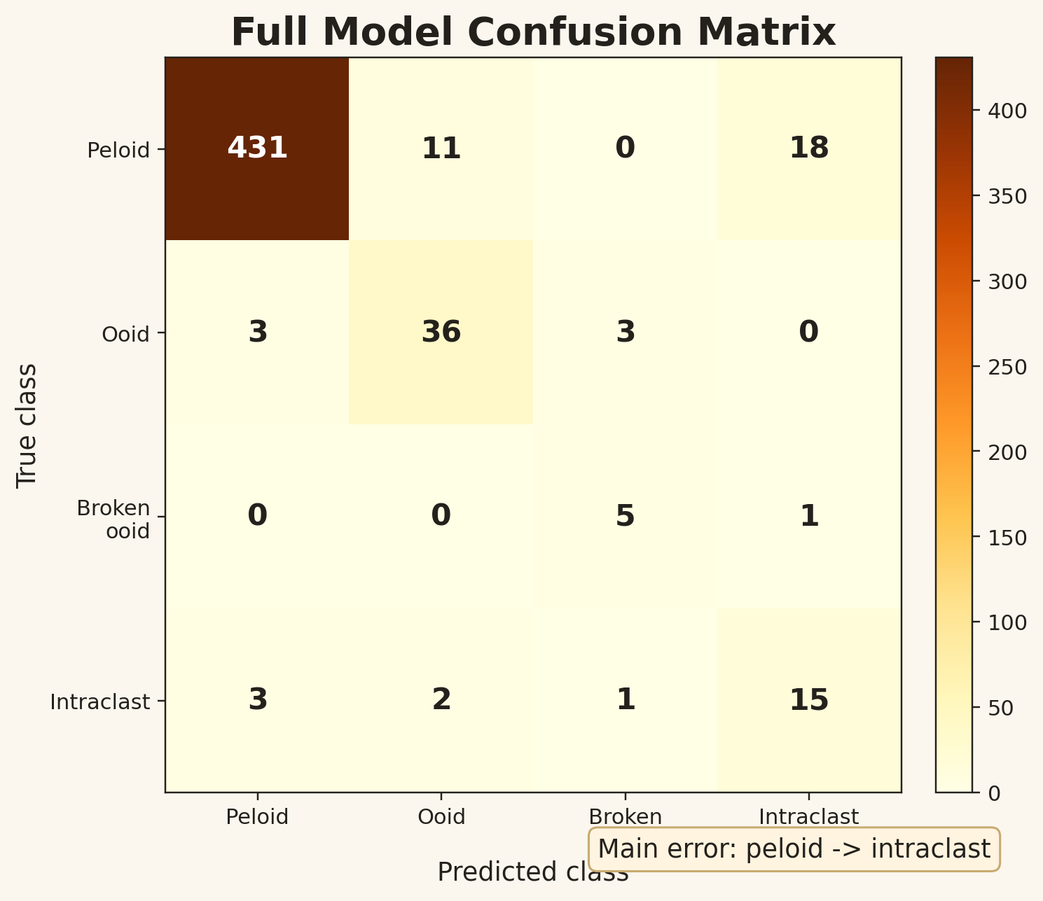 Full Model Confusion Matrix
True class
Peloid 431 11 0 18
Ooid 3 36 3 0
Broken
ooid 0 0 5 1
Intraclast 3 2 1 15
Peloid Ooid Broken Intraclast
Predicted class
Main error: peloid -> intraclast
400
350
300
250
200
150
100
50
0